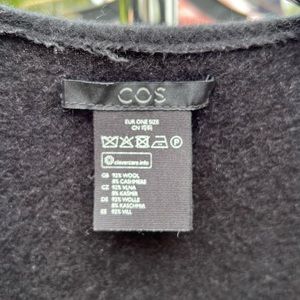 COS
EUR ONE SIZE
clevercare.info
GB 92% WOOL
8% CASHMERE
CZ 92% VLNA
8% KAŠMÍR
DE 92% WOLLE
8% KASCHMIR
EE 92% VILL